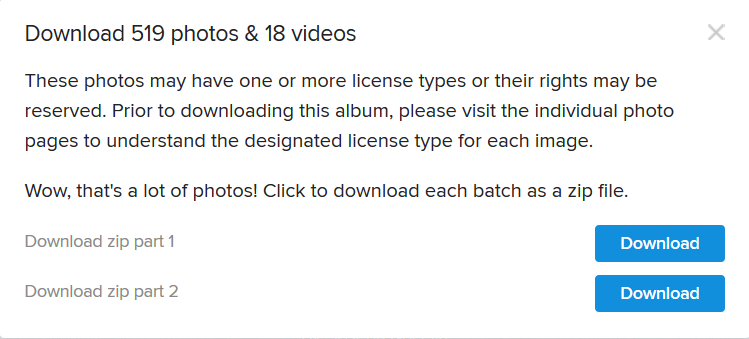 Download 519 photos & 18 videos
These photos may have one or more license types or their rights may be
reserved. Prior to downloading this album, please visit the individual photo
pages to understand the designated license type for each image.
Wow, that's a lot of photos! Click to download each batch as a zip file.
Download zip part 1
Download
Download zip part 2
Download